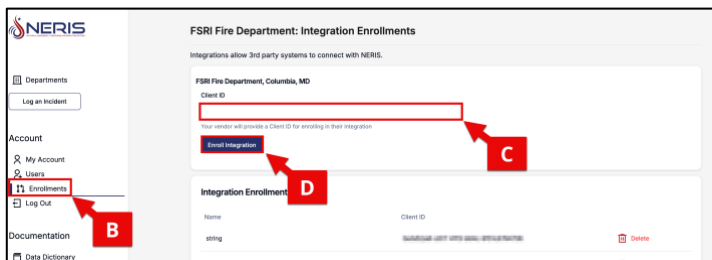 NERIS
Departments
Log an Incident
Account
My Account
Users
Enrollments
Log Out
B
Documentation
Data Dictionary
FSRI Fire Department: Integration Enrollments
Integrations allow 3rd party systems to connect with NERIS.
FSRI Fire Department, Columbia, MD
Client ID
Your vendor will provide a Client ID for enrolling in their integration
Enroll Integration
C
D
Integration Enrollment
Name Client ID
string Delete